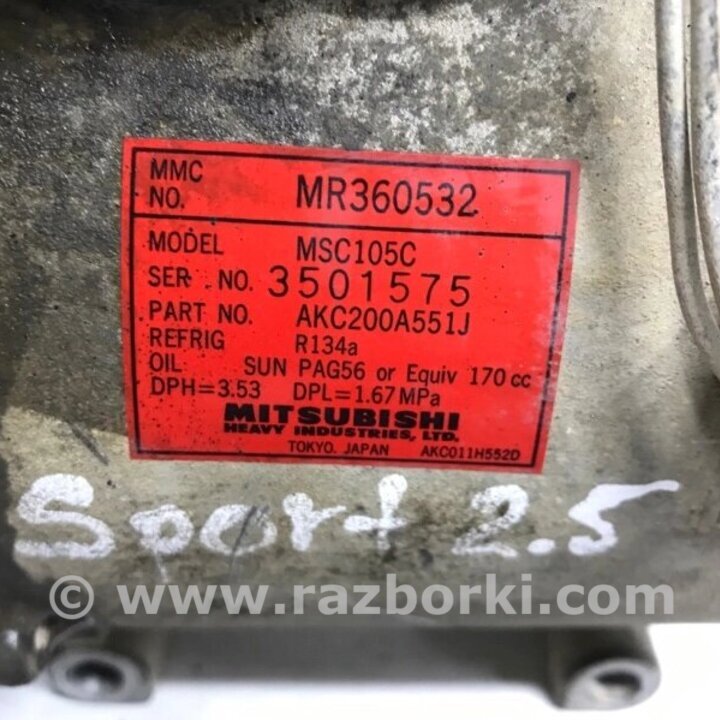 MMC NO. MR360532
MODEL MSC105C
SER NO. 3501575
PART NO. AKC200A551J
REFRIG R134a
OIL SUN PAG56 or Equiv 170 cc
DPH=3.53 DPL=1.67 MPa
MITSUBISHI
HEAVY INDUSTRIES, LTD.
TOKYO. JAPAN AKC011H552D
Sport 2.5
© www.razborki.com